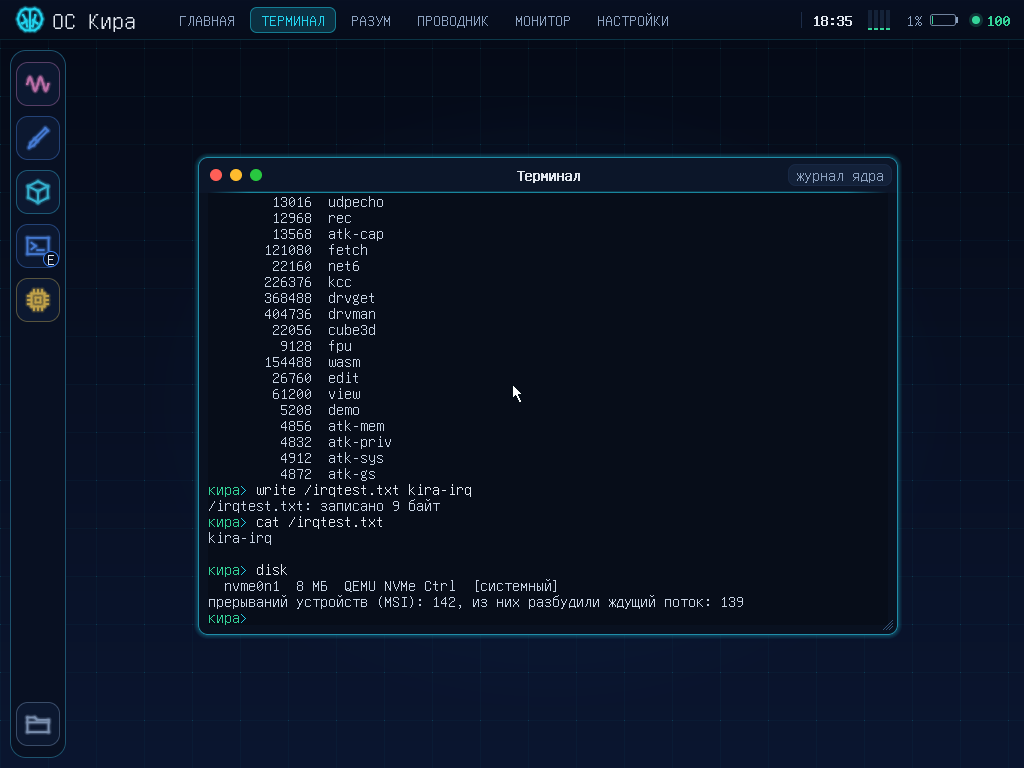 ОС Кира ГЛАВНАЯ ТЕРМИНАЛ РАЗУМ ПРОВОДНИК МОНИТОР НАСТРОЙКИ 18:35 1% 100
Терминал журнал ядра
13016 udpecho
12968 rec
13568 atk-cap
121080 fetch
22160 net6
226376 kcc
368488 drvget
404736 drvman
22056 cube3d
9128 fpu
154488 wasm
26760 edit
61200 view
5208 demo
4856 atk-mem
4832 atk-priv
4912 atk-sys
4872 atk-gs
кира> write /irqtest.txt kira-irq
/irqtest.txt: записано 9 байт
кира> cat /irqtest.txt
kira-irq
кира> disk
nvme0n1 8 МБ QEMU NVMe Ctrl [системный]
прерываний устройств (MSI): 142, из них разбудили ждущий поток: 139
кира>
E